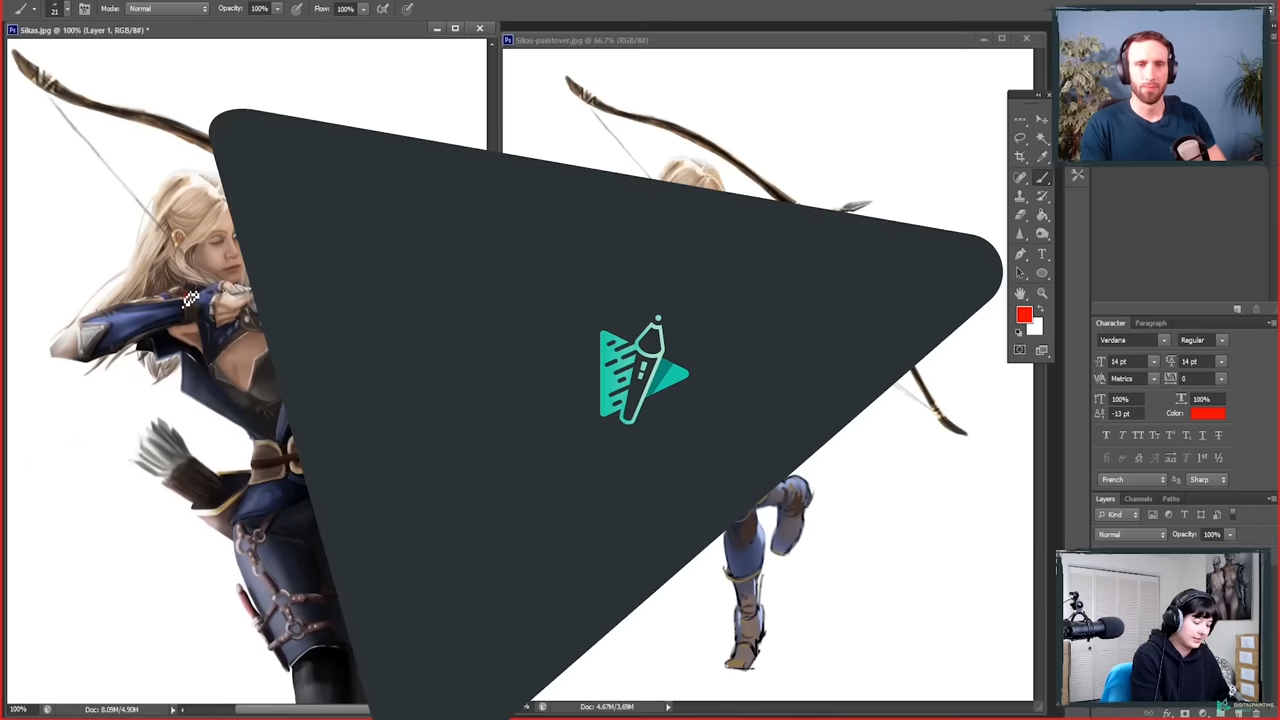 21 Mode: Normal Opacity: 100% Flow: 100%
Sikas.jpg @ 100% (Layer 1, RGB/8#) *
Sikas-paintover.jpg @ 66.7% (RGB/8#)
Character Paragraph
Verdana Regular
14 pt 14 pt
Metrics 0
100% 100%
-13 pt Color:
French Sharp
Layers Channels Paths
Kind
Normal Opacity: 100%
100% Doc: 8.09M/4.90M
Doc: 4.67M/3.69M
DIGITALPAINTING